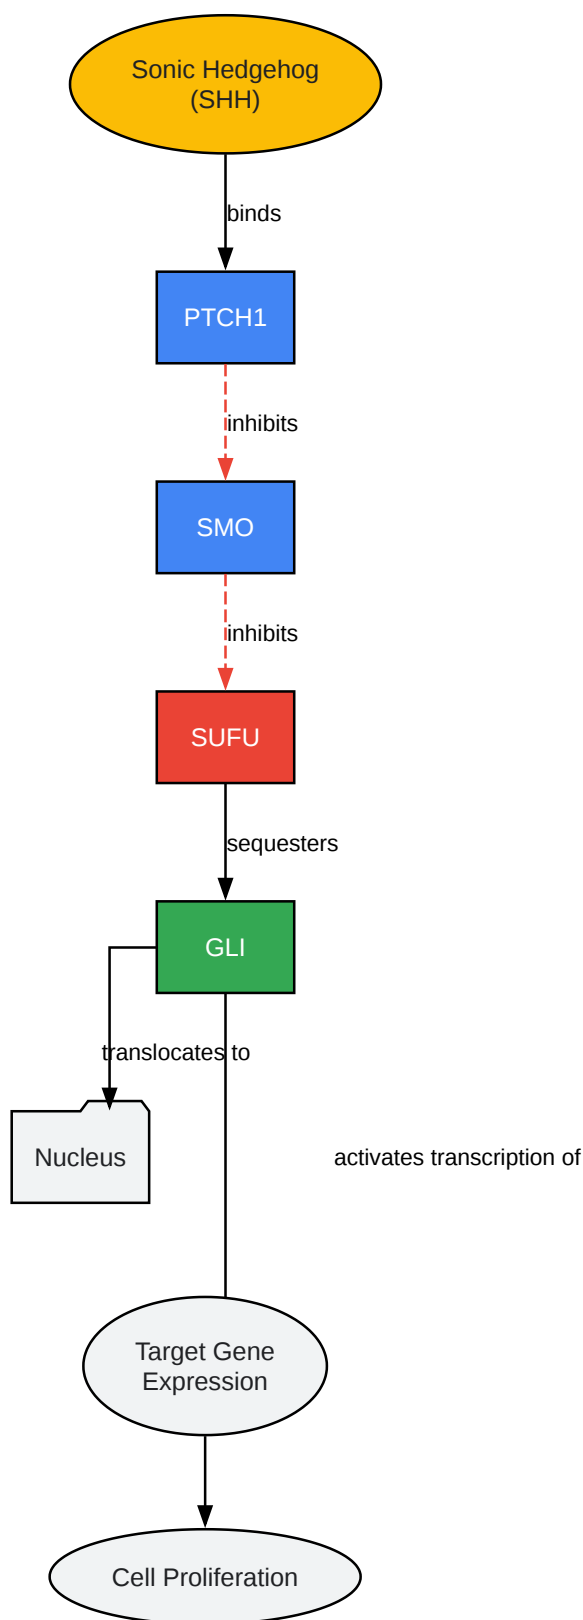 Sonic Hedgehog
(SHH)
binds
PTCH1
inhibits
SMO
inhibits
SUFU
sequesters
GLI
translocates to
Nucleus
activates transcription of
Target Gene
Expression
Cell Proliferation